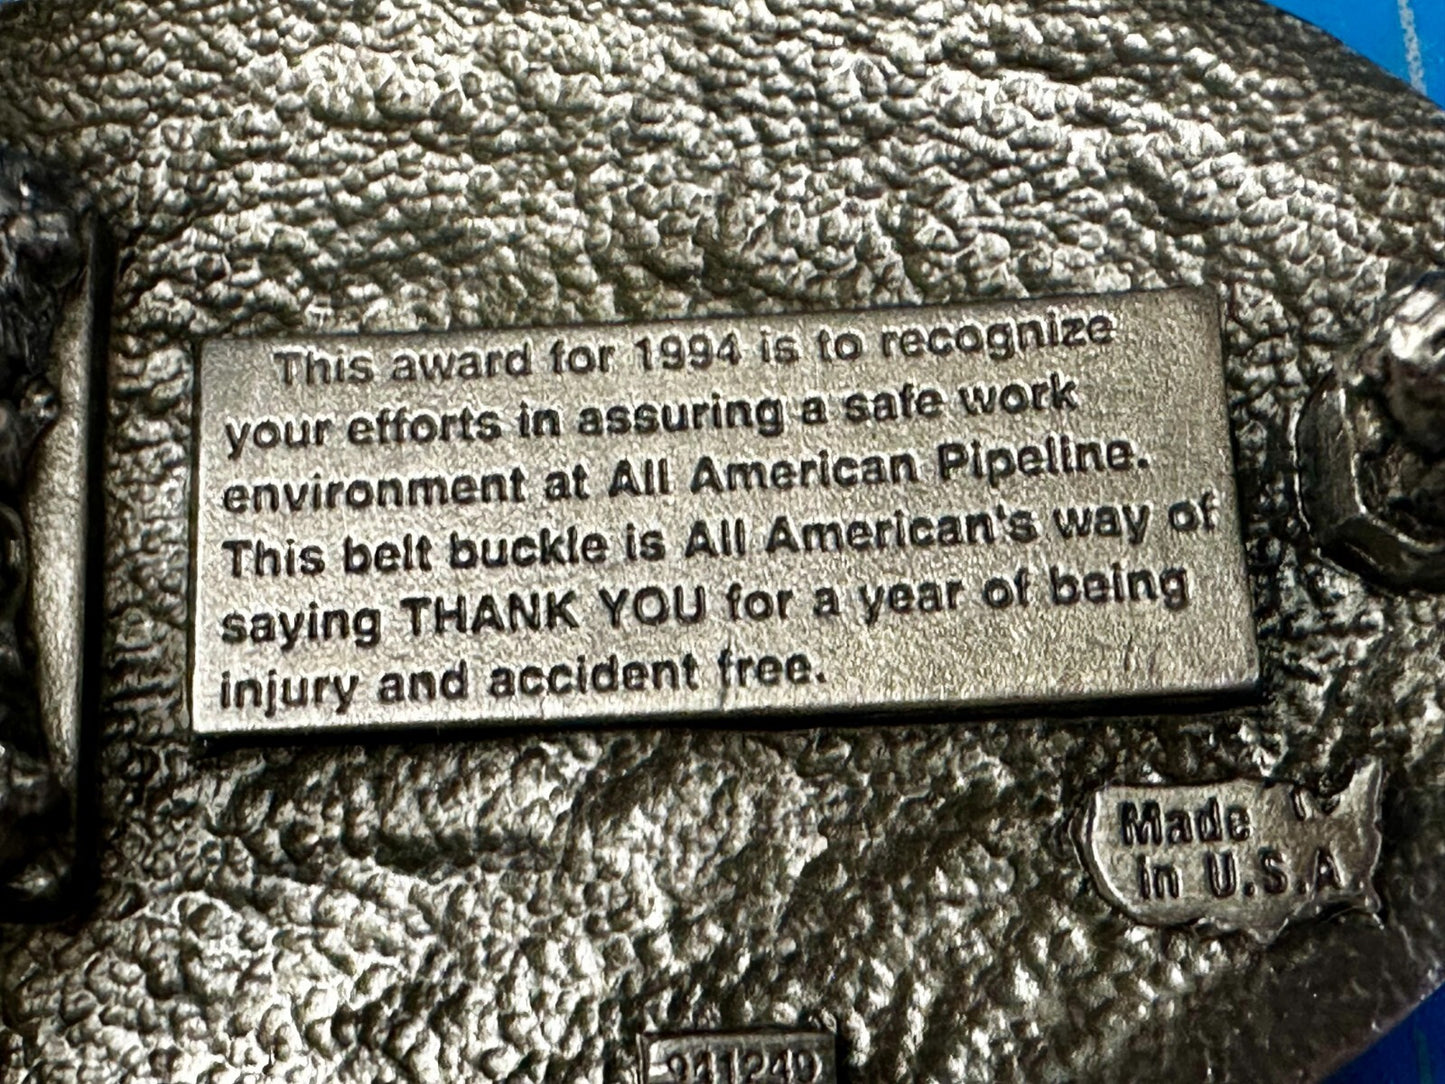 This award for 1994 is to recognize
your efforts in assuring a safe work
environment at All American Pipeline.
This belt buckle is All American's way of
saying THANK YOU for a year of being
injury and accident free.
Made
in U.S.A
941249